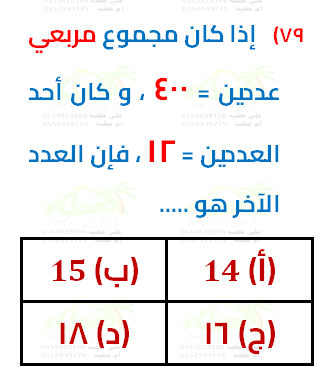 ٧٩) إذا كان مجموع مربعي
عددين = ٤٠٠ ، و كان أحد
العددين = ١٢ ، فإن العدد
الآخر هو .....
(أ) 14 (ب) 15
(ج) ١٦ (د) ١٨